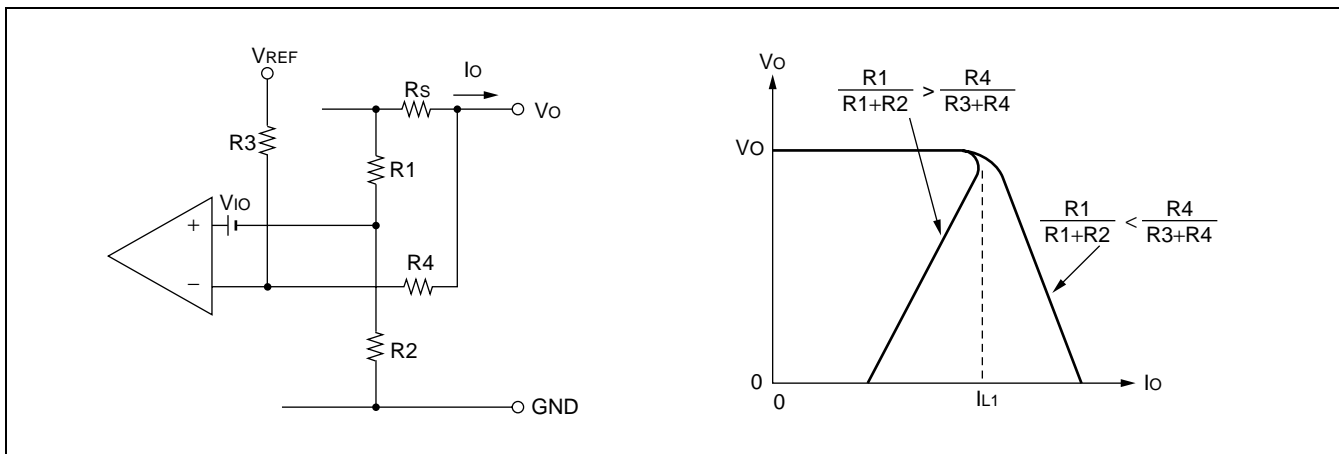 VREF
R3
RS
IO
VO
R1
VIO
+
−
R4
R2
GND
VO
R1
R1+R2
>
R4
R3+R4
VO
R1
R1+R2
<
R4
R3+R4
0
0
IL1
IO